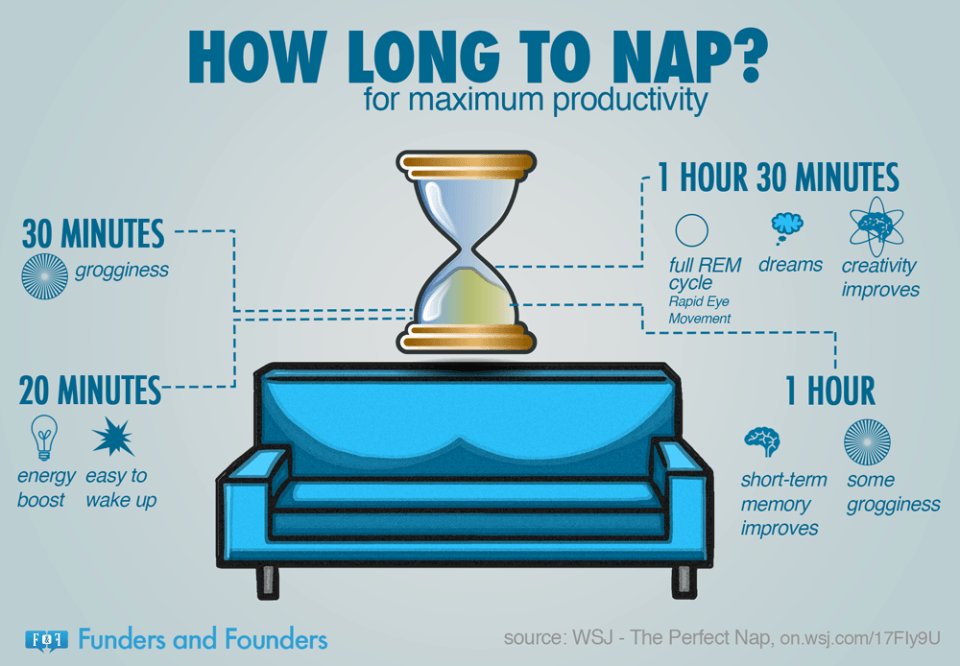 HOW LONG TO NAP?
for maximum productivity
30 MINUTES
grogginess
20 MINUTES
energy
boost
easy to
wake up
1 HOUR 30 MINUTES
full REM
cycle
Rapid Eye
Movement
dreams
creativity
improves
1 HOUR
short-term
memory
improves
some
grogginess
F&F Funders and Founders
source: WSJ - The Perfect Nap, on.wsj.com/17FIy9U